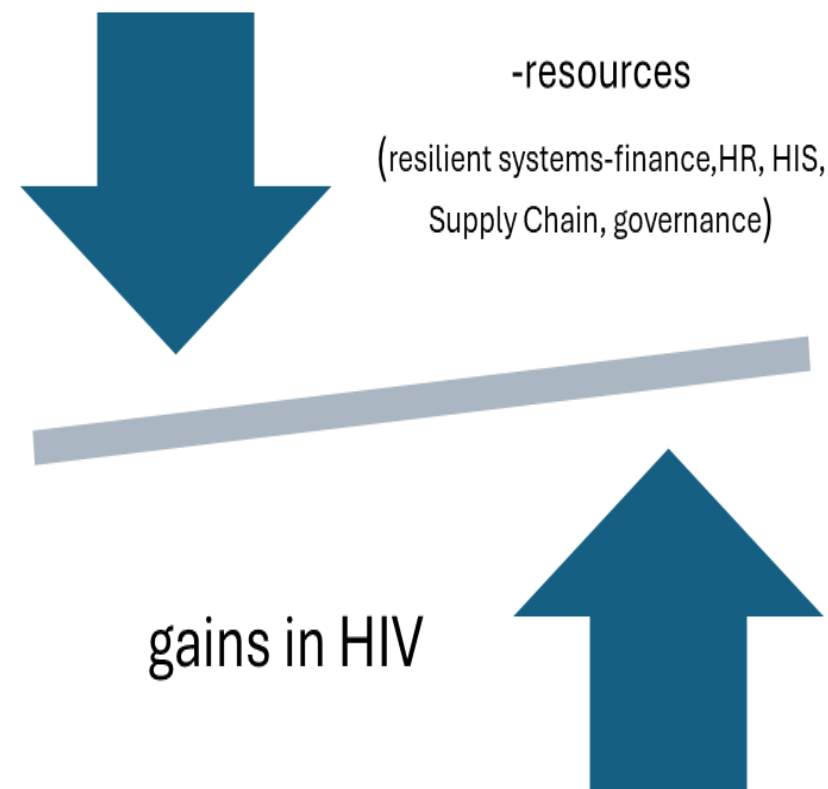 -resources
(resilient systems-finance,HR, HIS,
Supply Chain, governance)
gains in HIV